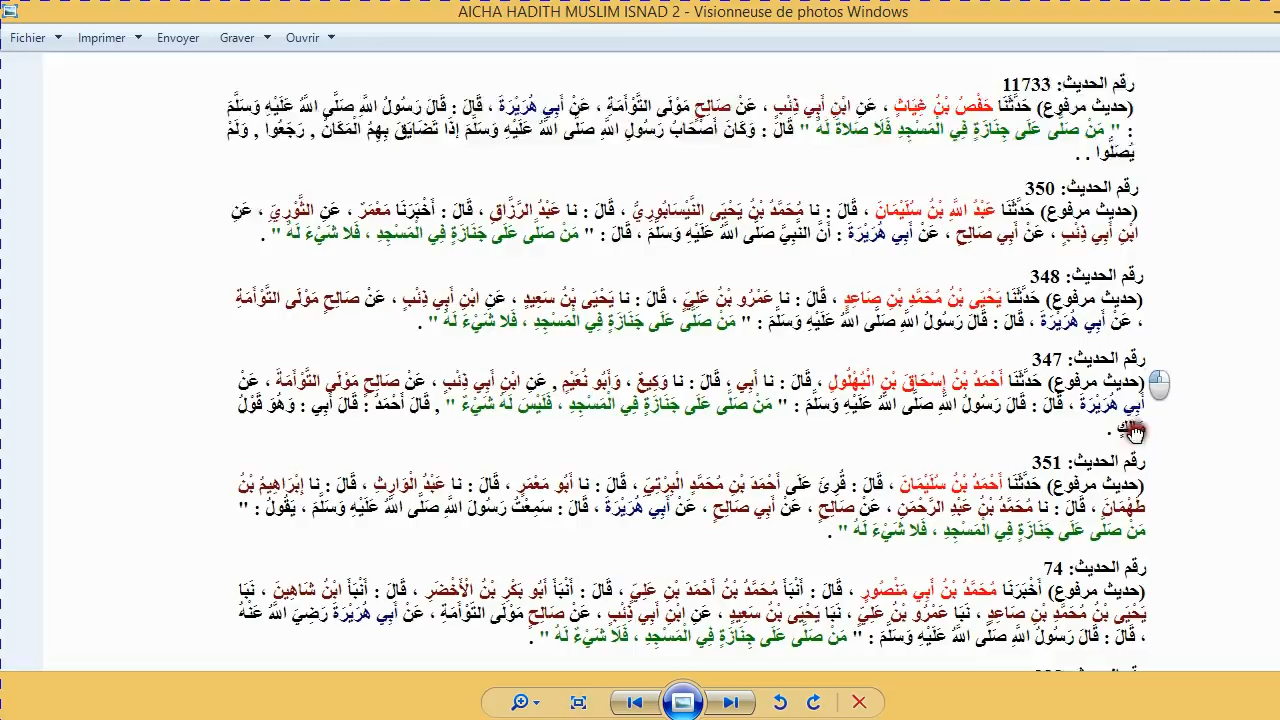 AICHA HADITH MUSLIM ISNAD 2 - Visionneuse de photos Windows
Fichier Imprimer Envoyer Graver Ouvrir
رقم الحديث: 11733
(حديث مرفوع) حَدَّثَنَا حَفْصُ بْنُ غِيَاثٍ ، عَنِ ابْنِ أَبِي ذِئْبٍ ، عَنْ صَالِحٍ مَوْلَى التَّوْأَمَةِ ، عَنْ أَبِي هُرَيْرَةَ ، قَالَ : قَالَ رَسُولُ اللَّهِ صَلَّى اللَّهُ عَلَيْهِ وَسَلَّمَ
: " مَنْ صَلَّى عَلَى جِنَازَةٍ فِي الْمَسْجِدِ فَلَا صَلَاةَ لَهُ " قَالَ : وَكَانَ أَصْحَابُ رَسُولِ اللَّهِ صَلَّى اللَّهُ عَلَيْهِ وَسَلَّمَ إِذَا تَضَايَقَ بِهِمُ الْمَكَانُ , رَجَعُوا , وَلَمْ
يُصَلُّوا . .
رقم الحديث: 350
(حديث مرفوع) حَدَّثَنَا عَبْدُ اللَّهِ بْنُ سُلَيْمَانَ ، قَالَ : نا مُحَمَّدُ بْنُ يَحْيَى النَّيْسَابُورِيُّ ، قَالَ : نا عَبْدُ الرَّزَّاقِ ، قَالَ : أَخْبَرَنَا مَعْمَرٌ ، عَنِ الثَّوْرِيِّ ، عَنِ
ابْنِ أَبِي ذِئْبٍ ، عَنْ أَبِي صَالِحٍ ، عَنْ أَبِي هُرَيْرَةَ : أَنَّ النَّبِيَّ صَلَّى اللَّهُ عَلَيْهِ وَسَلَّمَ ، قَالَ : " مَنْ صَلَّى عَلَى جَنَازَةٍ فِي الْمَسْجِدِ ، فَلا شَيْءَ لَهُ " .
رقم الحديث: 348
(حديث مرفوع) حَدَّثَنَا يَحْيَى بْنُ مُحَمَّدِ بْنِ صَاعِدٍ ، قَالَ : نا عَمْرُو بْنُ عَلِيٍّ ، قَالَ : نا يَحْيَى بْنُ سَعِيدٍ ، عَنِ ابْنِ أَبِي ذِئْبٍ ، عَنْ صَالِحٍ مَوْلَى التَّوْأَمَةِ
، عَنْ أَبِي هُرَيْرَةَ ، قَالَ : قَالَ رَسُولُ اللَّهِ صَلَّى اللَّهُ عَلَيْهِ وَسَلَّمَ : " مَنْ صَلَّى عَلَى جَنَازَةٍ فِي الْمَسْجِدِ ، فَلا شَيْءَ لَهُ " .
رقم الحديث: 347
(حديث مرفوع) حَدَّثَنَا أَحْمَدُ بْنُ إِسْحَاقَ بْنِ الْبُهْلُولِ ، قَالَ : نا أَبِي ، قَالَ : نا وَكِيعٌ ، وَأَبُو نُعَيْمٍ , عَنِ ابْنِ أَبِي ذِئْبٍ ، عَنْ صَالِحٍ مَوْلَى التَّوْأَمَةِ ، عَنْ
أَبِي هُرَيْرَةَ ، قَالَ : قَالَ رَسُولُ اللَّهِ صَلَّى اللَّهُ عَلَيْهِ وَسَلَّمَ : " مَنْ صَلَّى عَلَى جَنَازَةٍ فِي الْمَسْجِدِ ، فَلَيْسَ لَهُ شَيْءٌ " , قَالَ أَحْمَدُ : قَالَ أَبِي : وَهُوَ قَوْلُ
رقم الحديث: 351
(حديث مرفوع) حَدَّثَنَا أَحْمَدُ بْنُ سُلَيْمَانَ ، قَالَ : قُرِئَ عَلَى أَحْمَدَ بْنِ مُحَمَّدٍ الْبِرْتِيِّ ، قَالَ : نا أَبُو مَعْمَرٍ ، قَالَ : نا عَبْدُ الْوَارِثِ ، قَالَ : نا إِبْرَاهِيمُ بْنُ
طَهْمَانَ ، قَالَ : نا مُحَمَّدُ بْنُ عَبْدِ الرَّحْمَنِ ، عَنْ صَالِحٍ ، عَنْ أَبِي صَالِحٍ ، عَنْ أَبِي هُرَيْرَةَ ، قَالَ : سَمِعْتُ رَسُولَ اللَّهِ صَلَّى اللَّهُ عَلَيْهِ وَسَلَّمَ ، يَقُولُ : "
مَنْ صَلَّى عَلَى جَنَازَةٍ فِي الْمَسْجِدِ ، فَلا شَيْءَ لَهُ " .
رقم الحديث: 74
(حديث مرفوع) أَخْبَرَنَا مُحَمَّدُ بْنُ أَبِي مَنْصُورٍ ، قَالَ : أَنْبَأَ مُحَمَّدُ بْنُ أَحْمَدَ بْنِ عَلِيٍّ ، قَالَ : أَنْبَأَ أَبُو بَكْرِ بْنُ الْأَخْضَرِ ، قَالَ : أَنْبَأَ ابْنُ شَاهِينَ ، نَبَا
يَحْيَى بْنُ مُحَمَّدِ بْنِ صَاعِدٍ ، نَبَا عَمْرُو بْنُ عَلِيٍّ ، نَبَا يَحْيَى بْنُ سَعِيدٍ ، عَنِ ابْنِ أَبِي ذِئْبٍ ، عَنْ صَالِحٍ مَوْلَى التَّوْأَمَةِ ، عَنْ أَبِي هُرَيْرَةَ رَضِيَ اللَّهُ عَنْهُ
، قَالَ : قَالَ رَسُولُ اللَّهِ صَلَّى اللَّهُ عَلَيْهِ وَسَلَّمَ : " مَنْ صَلَّى عَلَى جِنَازَةٍ فِي الْمَسْجِدِ ، فَلَا شَيْءٌ لَهُ " .